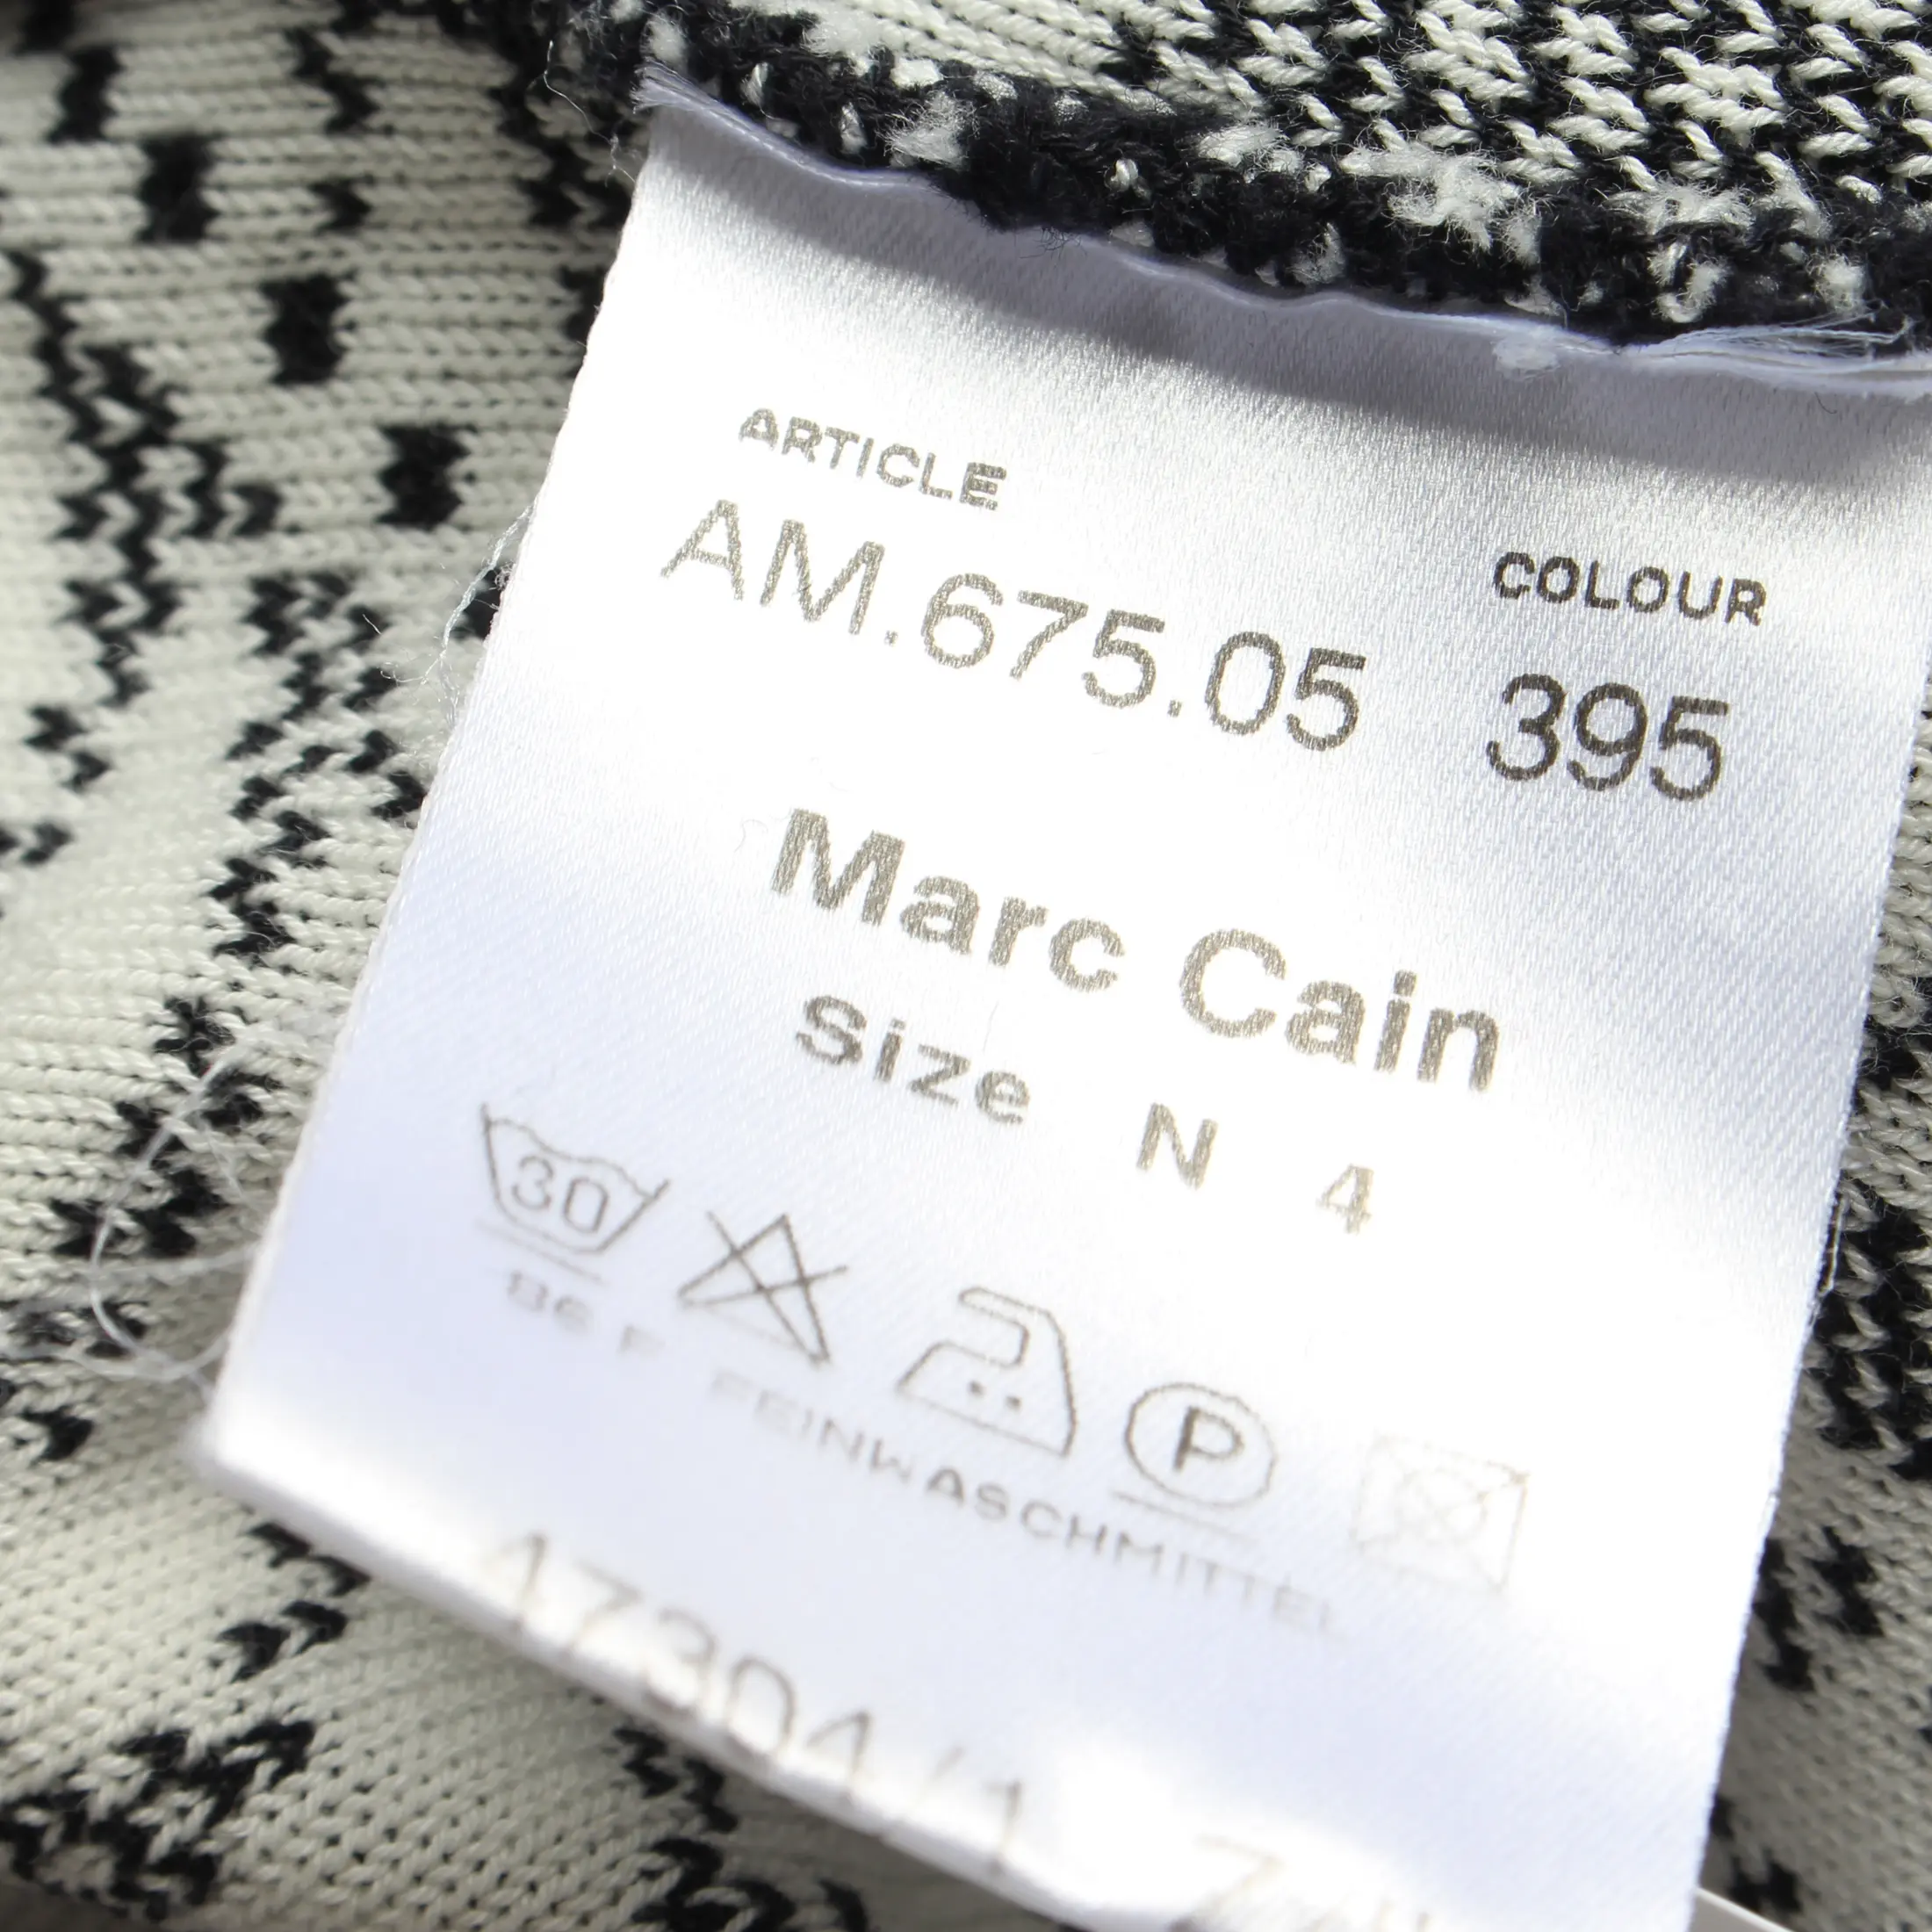 ARTICLE
COLOUR
AM.675.05 395
Marc Cain
Size N 4
30
P
FEINWASCHMITTEL